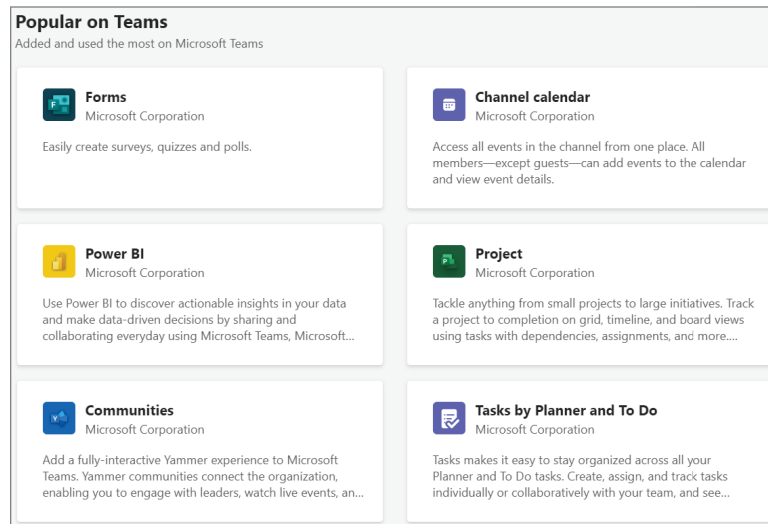 Popular on Teams
Added and used the most on Microsoft Teams
Forms
Microsoft Corporation
Easily create surveys, quizzes and polls.
Channel calendar
Microsoft Corporation
Access all events in the channel from one place. All
members—except guests—can add events to the calendar
and view event details.
Power BI
Microsoft Corporation
Use Power BI to discover actionable insights in your data
and make data-driven decisions by sharing and
collaborating everyday using Microsoft Teams, Microsoft...
Project
Microsoft Corporation
Tackle anything from small projects to large initiatives. Track
a project to completion on grid, timeline, and board views
using tasks with dependencies, assignments, and more....
Communities
Microsoft Corporation
Add a fully-interactive Yammer experience to Microsoft
Teams. Yammer communities connect the organization,
enabling you to engage with leaders, watch live events, an...
Tasks by Planner and To Do
Microsoft Corporation
Tasks makes it easy to stay organized across all your
Planner and To Do tasks. Create, assign, and track tasks
individually or collaboratively with your team, and see...